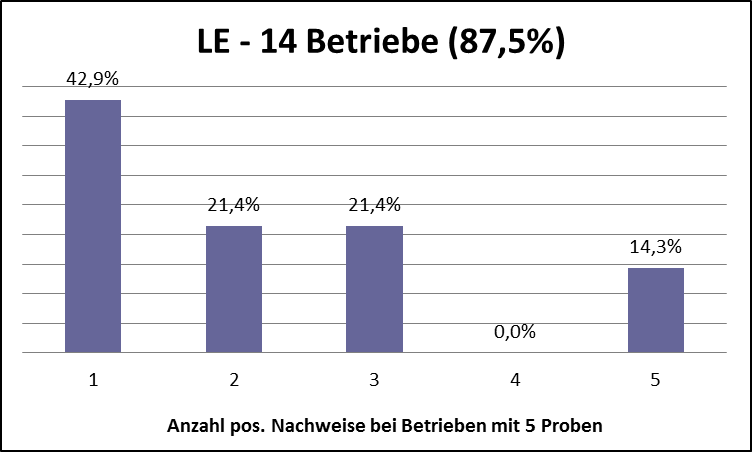 LE - 14 Betriebe (87,5%)
42,9%
21,4%
21,4%
0,0%
14,3%
1 2 3 4 5
Anzahl pos. Nachweise bei Betrieben mit 5 Proben